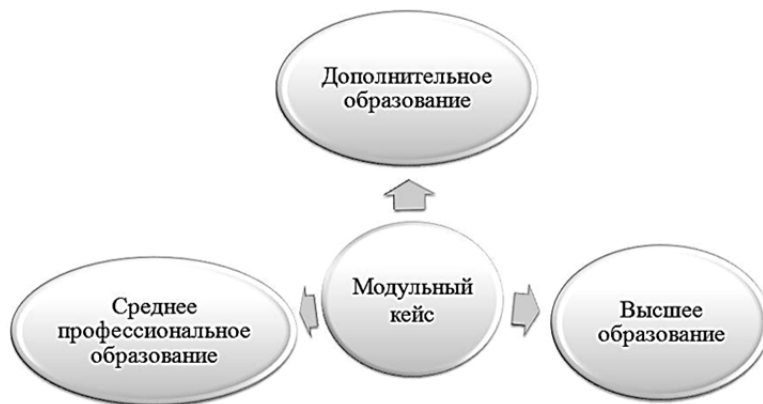 Дополнительное
образование
Модульный
кейс
Среднее
профессиональное
образование
Высшее
образование